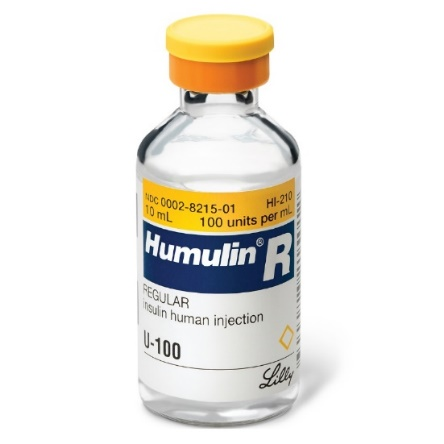 NDC 0002-8215-01 HI-210
10 mL 100 units per mL
Humulin® R
REGULAR
insulin human injection
U-100
Lilly